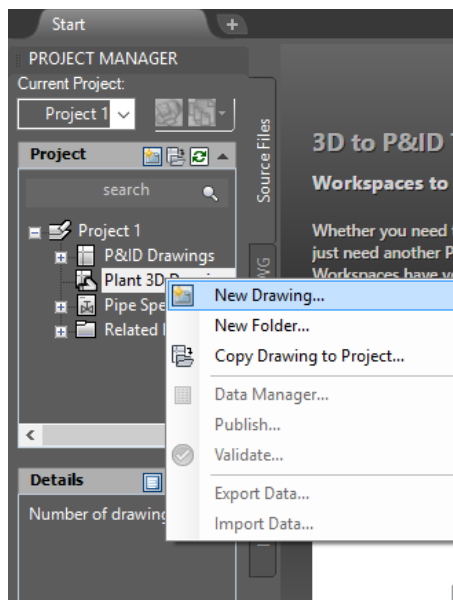 Start
PROJECT MANAGER
Current Project:
Project 1
Project
search
Project 1
P&ID Drawings
Plant 3D
Pipe Spe
Related
Source Files
3D to P&ID
Workspaces to
Whether you need
just need another P
Workspaces have
New Drawing...
New Folder...
Copy Drawing to Project...
Data Manager...
Publish...
Validate...
Export Data...
Import Data...
Details
Number of drawing